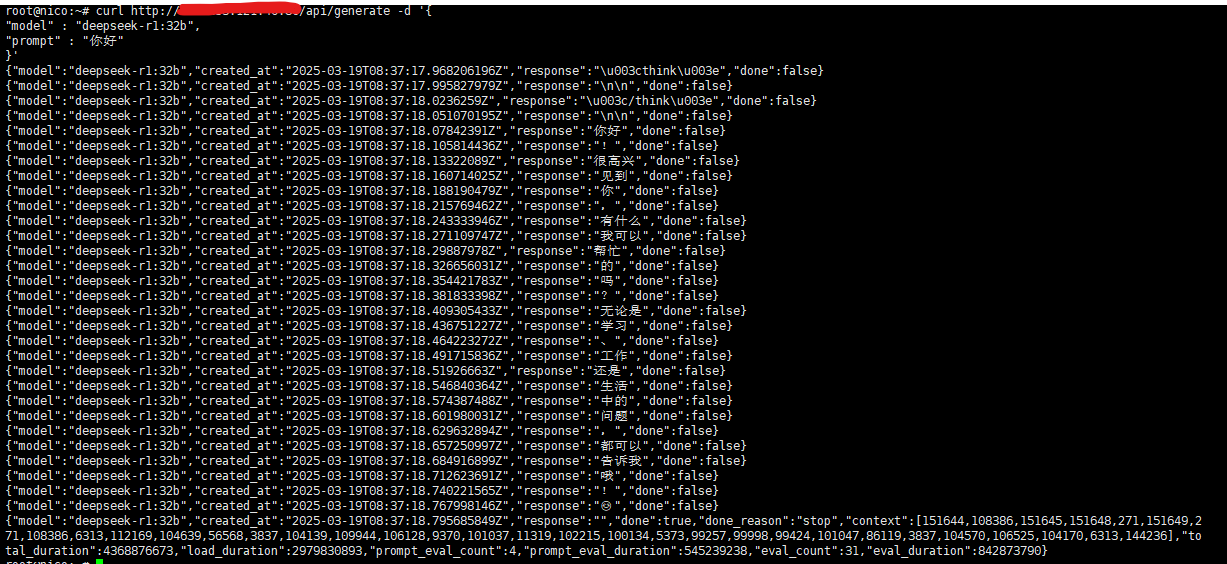 root@nico:~# curl http:// /api/generate -d '{
"model" : "deepseek-r1:32b",
"prompt" : "你好"
}'
{"model":"deepseek-r1:32b","created_at":"2025-03-19T08:37:17.968206196Z","response":"\u003cthink\u003e","done":false}
{"model":"deepseek-r1:32b","created_at":"2025-03-19T08:37:17.995827979Z","response":"\n\n","done":false}
{"model":"deepseek-r1:32b","created_at":"2025-03-19T08:37:18.0236259Z","response":"\u003c/think\u003e","done":false}
{"model":"deepseek-r1:32b","created_at":"2025-03-19T08:37:18.051070195Z","response":"\n\n","done":false}
{"model":"deepseek-r1:32b","created_at":"2025-03-19T08:37:18.07842391Z","response":"你好","done":false}
{"model":"deepseek-r1:32b","created_at":"2025-03-19T08:37:18.105814436Z","response":"！","done":false}
{"model":"deepseek-r1:32b","created_at":"2025-03-19T08:37:18.13322089Z","response":"很高兴","done":false}
{"model":"deepseek-r1:32b","created_at":"2025-03-19T08:37:18.160714025Z","response":"见到","done":false}
{"model":"deepseek-r1:32b","created_at":"2025-03-19T08:37:18.188190479Z","response":"你","done":false}
{"model":"deepseek-r1:32b","created_at":"2025-03-19T08:37:18.215769462Z","response":"，","done":false}
{"model":"deepseek-r1:32b","created_at":"2025-03-19T08:37:18.243333946Z","response":"有什么","done":false}
{"model":"deepseek-r1:32b","created_at":"2025-03-19T08:37:18.271109747Z","response":"我可以","done":false}
{"model":"deepseek-r1:32b","created_at":"2025-03-19T08:37:18.29887978Z","response":"帮忙","done":false}
{"model":"deepseek-r1:32b","created_at":"2025-03-19T08:37:18.326656031Z","response":"的","done":false}
{"model":"deepseek-r1:32b","created_at":"2025-03-19T08:37:18.354421783Z","response":"吗","done":false}
{"model":"deepseek-r1:32b","created_at":"2025-03-19T08:37:18.381833398Z","response":"？","done":false}
{"model":"deepseek-r1:32b","created_at":"2025-03-19T08:37:18.409305433Z","response":"无论是","done":false}
{"model":"deepseek-r1:32b","created_at":"2025-03-19T08:37:18.436751227Z","response":"学习","done":false}
{"model":"deepseek-r1:32b","created_at":"2025-03-19T08:37:18.464223272Z","response":"、","done":false}
{"model":"deepseek-r1:32b","created_at":"2025-03-19T08:37:18.491715836Z","response":"工作","done":false}
{"model":"deepseek-r1:32b","created_at":"2025-03-19T08:37:18.51926663Z","response":"还是","done":false}
{"model":"deepseek-r1:32b","created_at":"2025-03-19T08:37:18.546840364Z","response":"生活","done":false}
{"model":"deepseek-r1:32b","created_at":"2025-03-19T08:37:18.574387488Z","response":"中的","done":false}
{"model":"deepseek-r1:32b","created_at":"2025-03-19T08:37:18.601980031Z","response":"问题","done":false}
{"model":"deepseek-r1:32b","created_at":"2025-03-19T08:37:18.629632894Z","response":"，","done":false}
{"model":"deepseek-r1:32b","created_at":"2025-03-19T08:37:18.657250997Z","response":"都可以","done":false}
{"model":"deepseek-r1:32b","created_at":"2025-03-19T08:37:18.684916899Z","response":"告诉我","done":false}
{"model":"deepseek-r1:32b","created_at":"2025-03-19T08:37:18.712623691Z","response":"哦","done":false}
{"model":"deepseek-r1:32b","created_at":"2025-03-19T08:37:18.740221565Z","response":"！","done":false}
{"model":"deepseek-r1:32b","created_at":"2025-03-19T08:37:18.767998146Z","response":"😊","done":false}
{"model":"deepseek-r1:32b","created_at":"2025-03-19T08:37:18.795685849Z","response":"","done":true,"done_reason":"stop","context":[151644,108386,151645,151648,271,151649,2
71,108386,6313,112169,104639,56568,3837,104139,109944,106128,9370,101037,11319,102215,100134,5373,99257,99998,99424,101047,86119,3837,104570,106525,104170,6313,144236],"to
tal_duration":4368876673,"load_duration":2979830893,"prompt_eval_count":4,"prompt_eval_duration":545239238,"eval_count":31,"eval_duration":842873790}
root@nico:~#